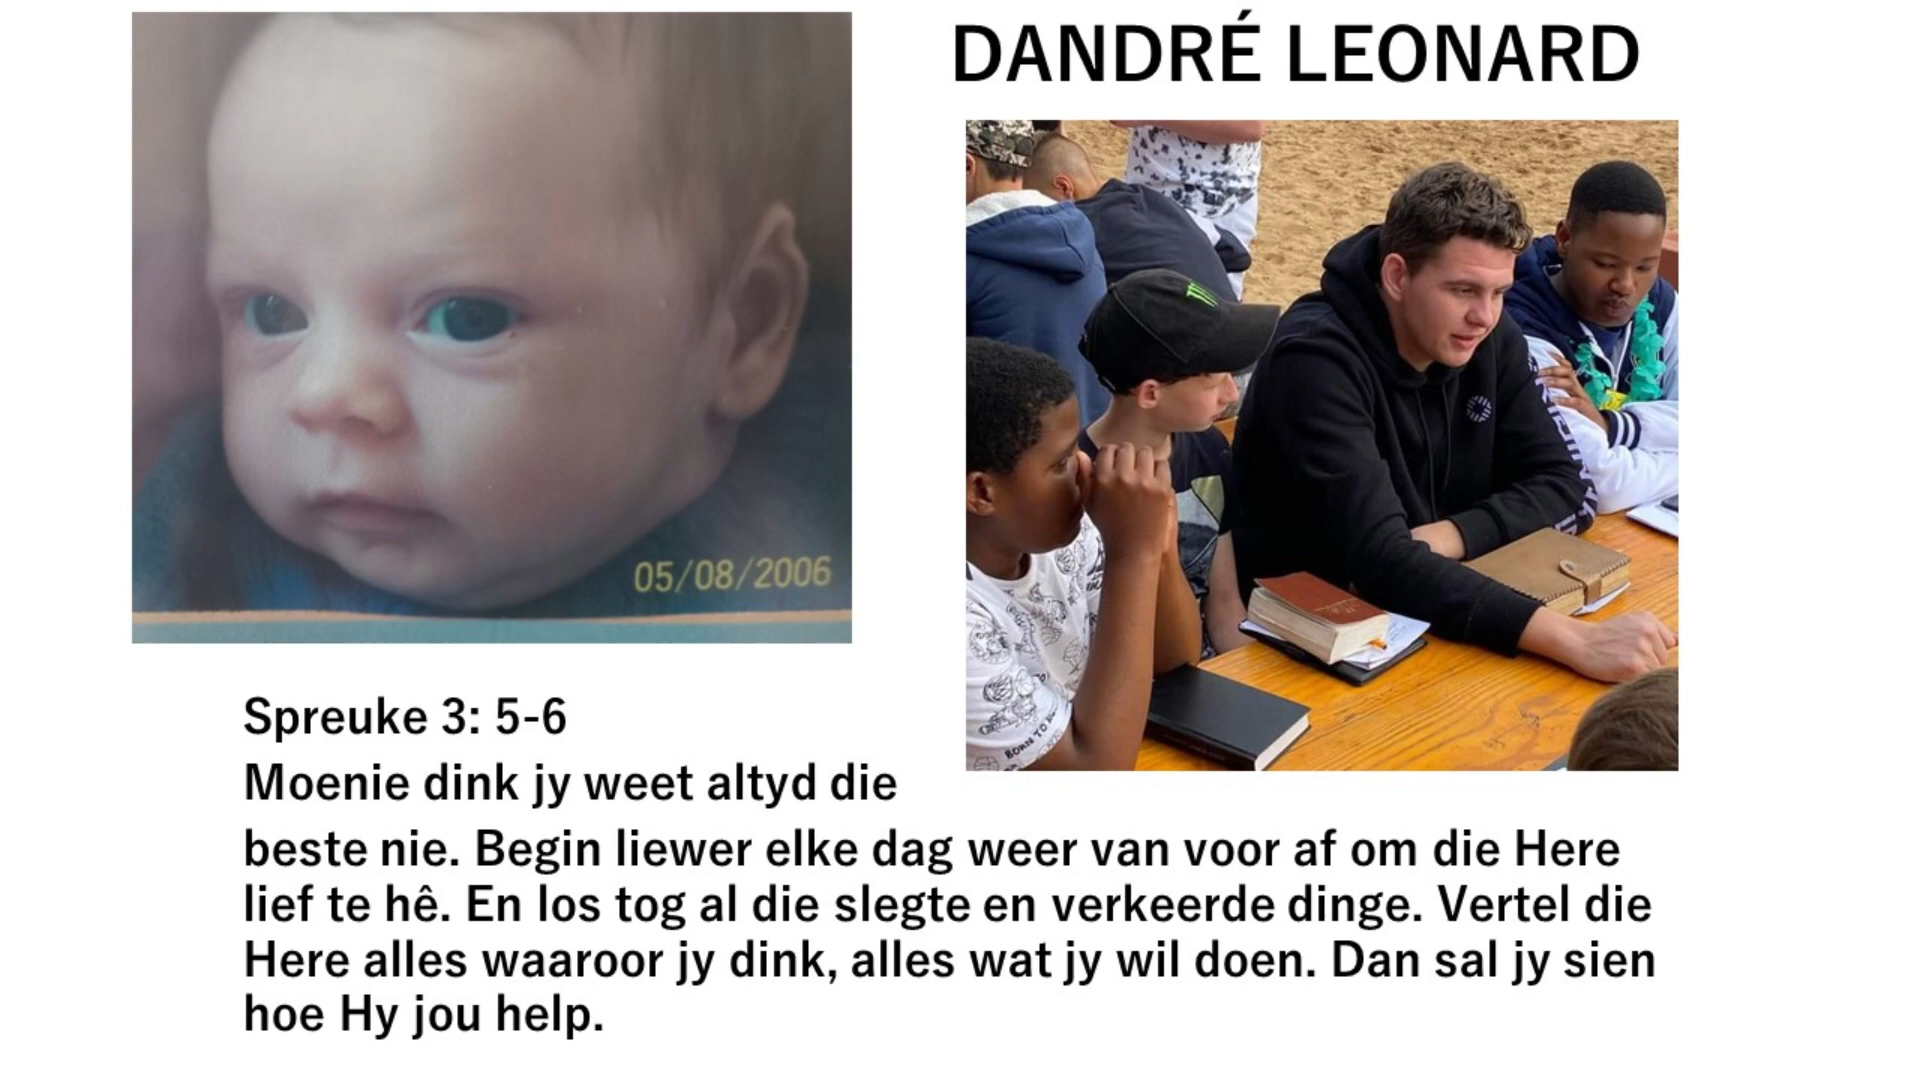 DANDRÉ LEONARD
05/08/2006
BORN TO
Spreuke 3: 5-6
Moenie dink jy weet altyd die
beste nie. Begin liewer elke dag weer van voor af om die Here
lief te hê. En los tog al die slegte en verkeerde dinge. Vertel die
Here alles waaroor jy dink, alles wat jy wil doen. Dan sal jy sien
hoe Hy jou help.